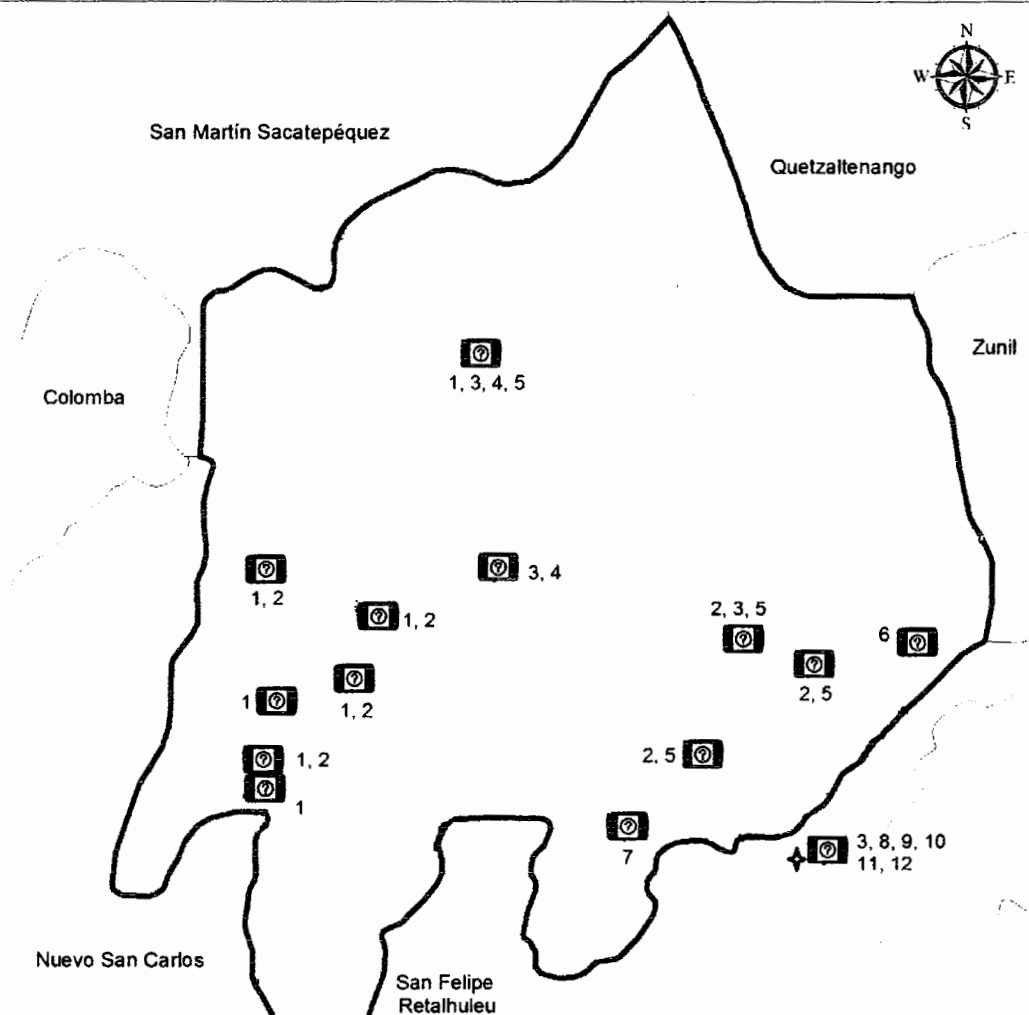 N
W E
S
San Martín Sacatepéquez
Quetzaltenango
Zunil
Colomba
1, 3, 4, 5
3, 4
1, 2
1, 2
2, 3, 5
6
2, 5
1, 2
1
1, 2
2, 5
1
7
3, 8, 9, 10
11, 12
Nuevo San Carlos
San Felipe
Retalhuleu